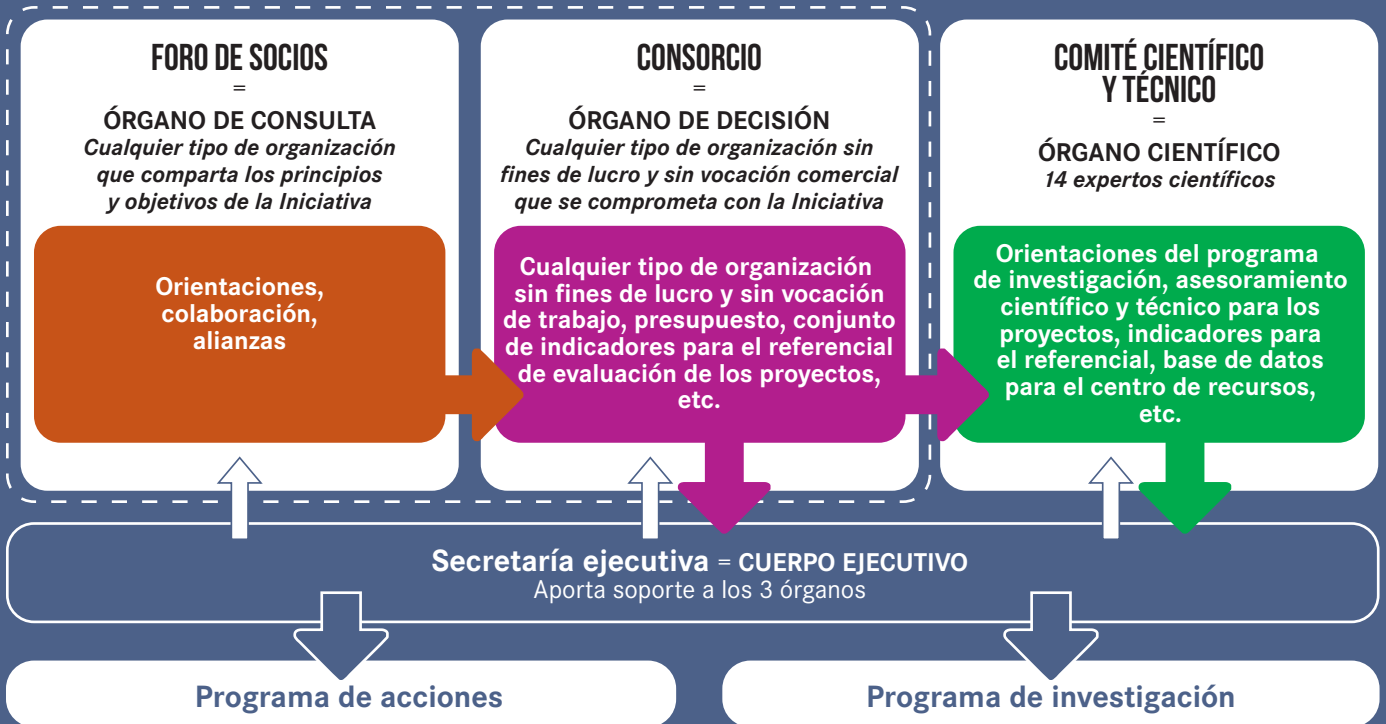 FORO DE SOCIOS
=
ÓRGANO DE CONSULTA
Cualquier tipo de organización
que comparta los principios
y objetivos de la Iniciativa
Orientaciones,
colaboración,
alianzas
CONSORCIO
=
ÓRGANO DE DECISIÓN
Cualquier tipo de organización sin
fines de lucro y sin vocación comercial
que se comprometa con la Iniciativa
Cualquier tipo de organización
sin fines de lucro y sin vocación
de trabajo, presupuesto, conjunto
de indicadores para el referencial
de evaluación de los proyectos,
etc.
COMITÉ CIENTÍFICO
Y TÉCNICO
=
ÓRGANO CIENTÍFICO
14 expertos científicos
Orientaciones del programa
de investigación, asesoramiento
científico y técnico para los
proyectos, indicadores para
el referencial, base de datos
para el centro de recursos,
etc.
Secretaría ejecutiva = CUERPO EJECUTIVO
Aporta soporte a los 3 órganos
Programa de acciones
Programa de investigación